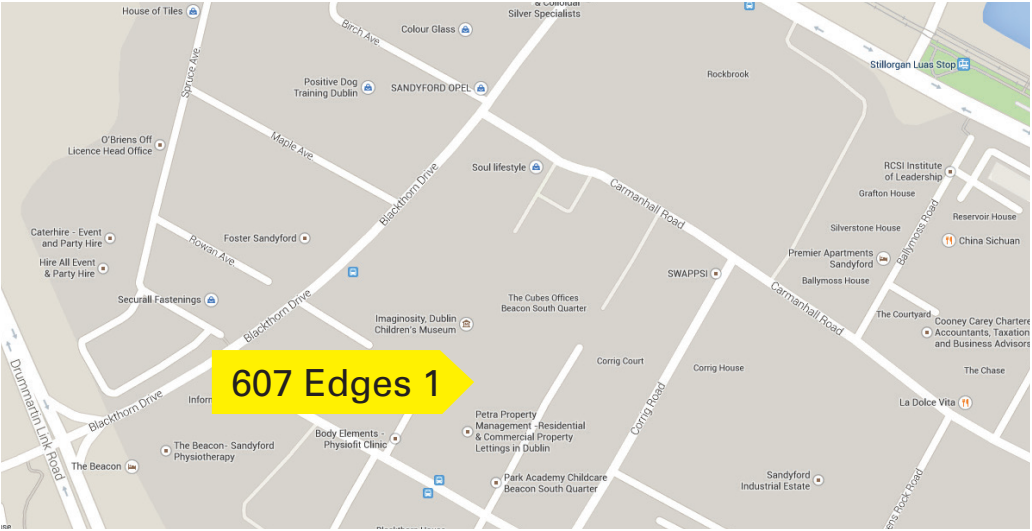 House of Tiles
& Colloidal
Silver Specialists
Birch Ave
Colour Glass
Spruce Ave
Stillorgan Luas Stop
Positive Dog
Training Dublin
SANDYFORD OPEL
Rockbrook
Maple Ave
O'Briens Off
Licence Head Office
Soul lifestyle
Blackthorn Drive
Carmanhall Road
RCSI Institute
of Leadership
Grafton House
Ballymoss Road
Reservoir House
Silverstone House
China Sichuan
Caterhire - Event
and Party Hire
Foster Sandyford
Rowan Ave
Hire All Event
& Party Hire
Premier Apartments
Sandyford
Ballymoss House
SWAPPSI
Securall Fastenings
Blackthorn Drive
The Cubes Offices
Beacon South Quarter
Carmanhall Road
Imaginosity, Dublin
Children's Museum
The Courtyard
Cooney Carey Chartere
Accountants, Taxation
and Business Advisors
Corrig Court
Corrig House
The Chase
Drummartin Link Road
607 Edges 1
Inform
Corrig Road
La Dolce Vita
Blackthorn Drive
Petra Property
Management -Residential
& Commercial Property
Lettings in Dublin
Body Elements -
Physiofit Clinic
The Beacon- Sandyford
Physiotherapy
The Beacon
Park Academy Childcare
Beacon South Quarter
Sandyford
Industrial Estate
ens Rock Road